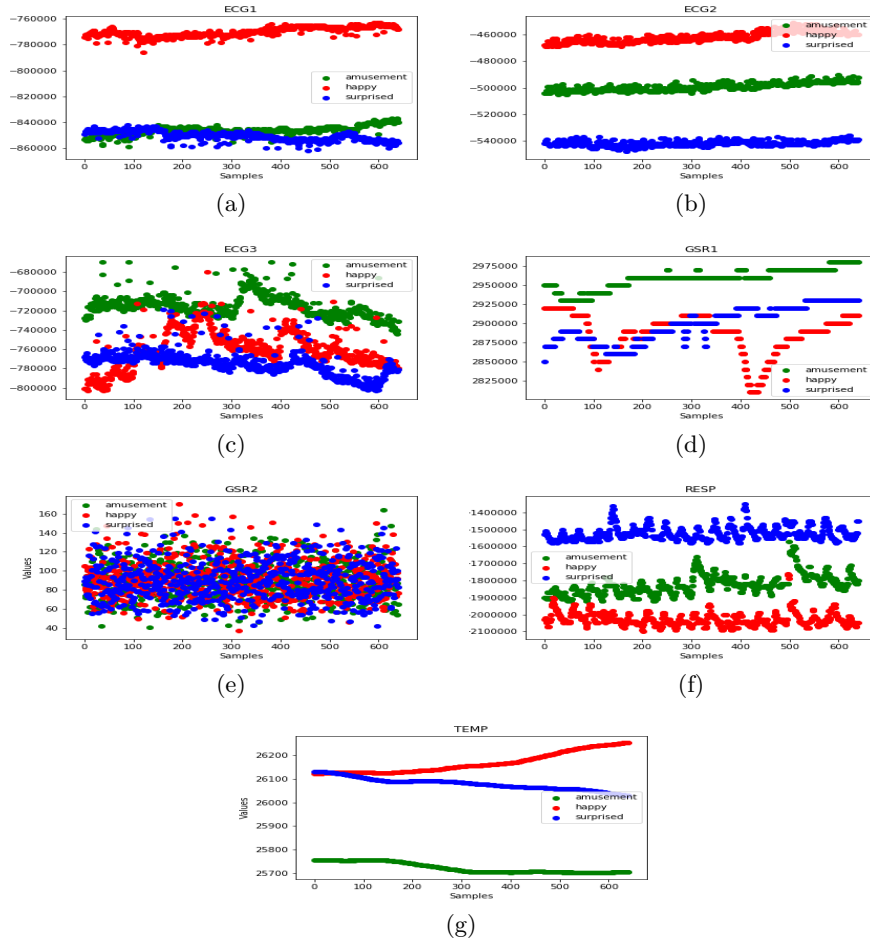 ECG1
−760000
−780000
−800000
−820000
−840000
−860000
amusement
happy
surprised
0 100 200 300 400 500 600
Samples
(a)
ECG2
−460000
−480000
−500000
−520000
−540000
amusement
happy
surprised
0 100 200 300 400 500 600
Samples
(b)
ECG3
−680000
−700000
−720000
−740000
−760000
−780000
−800000
amusement
happy
surprised
0 100 200 300 400 500 600
Samples
(c)
GSR1
2975000
2950000
2925000
2900000
2875000
2850000
2825000
amusement
happy
surprised
0 100 200 300 400 500 600
Samples
(d)
GSR2
Values
160
140
120
100
80
60
40
amusement
happy
surprised
0 100 200 300 400 500 600
Samples
(e)
RESP
-1400000
-1500000
-1600000
-1700000
-1800000
-1900000
-2000000
-2100000
amusement
happy
surprised
0 100 200 300 400 500 600
Samples
(f)
TEMP
Values
26200
26100
26000
25900
25800
25700
amusement
happy
surprised
0 100 200 300 400 500 600
Samples
(g)